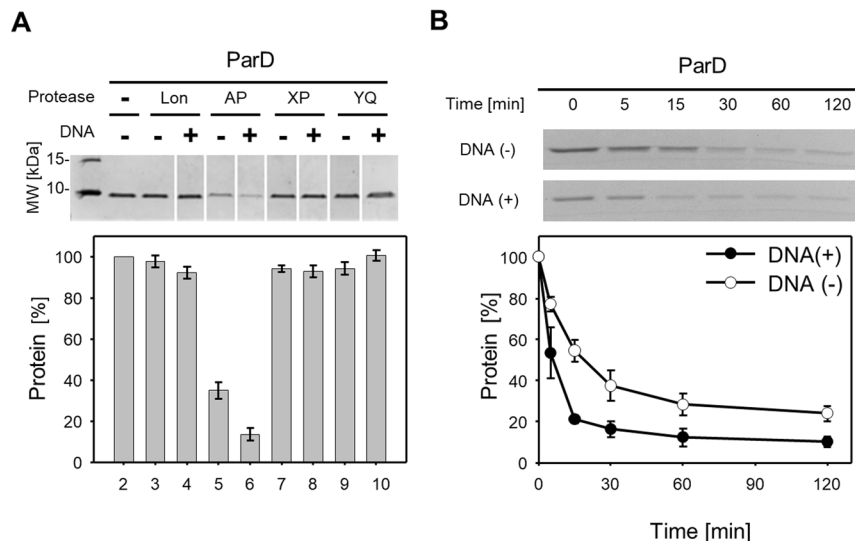 A
ParD
Protease - Lon AP XP YQ
DNA - - + - + - + - +
MW [kDa]
15-
10-
Protein [%]
100
80
60
40
20
0
2 3 4 5 6 7 8 9 10
B
ParD
Time [min] 0 5 15 30 60 120
DNA (-)
DNA (+)
DNA(+)
DNA (-)
Protein [%]
100
80
60
40
20
0
0 30 60 90 120
Time [min]